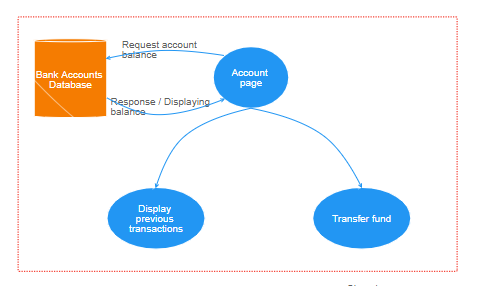 Request account
balance
Bank Accounts
Database
Account
page
Response / Displaying
balance
Display
previous
transactions
Transfer fund